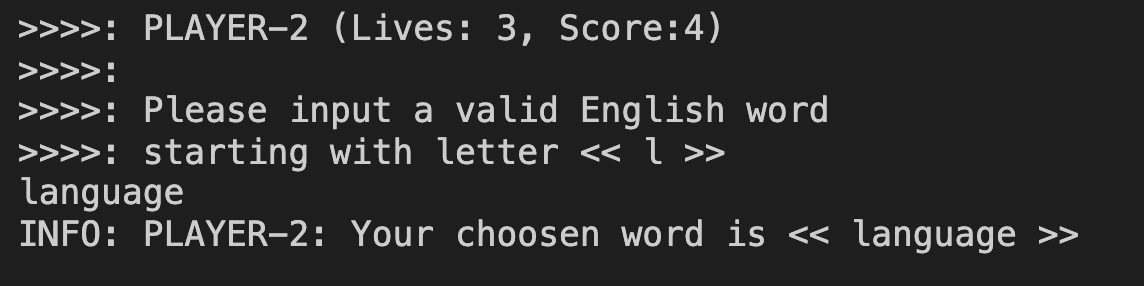 >>>>: PLAYER-2 (Lives: 3, Score:4)
>>>>:
>>>>: Please input a valid English word
>>>>: starting with letter << l >>
language
INFO: PLAYER-2: Your choosen word is << language >>